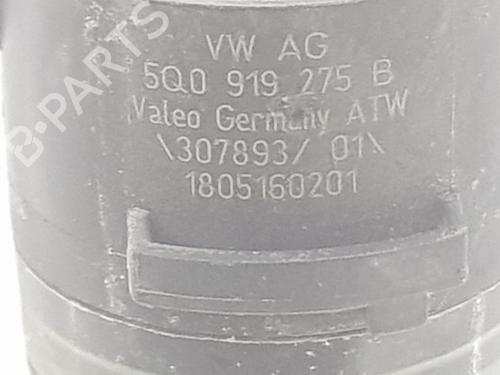 B-PARTS
VW AG
5Q0 919 275 B
Valeo Germany ATW
\307893/ 01\
1805160201